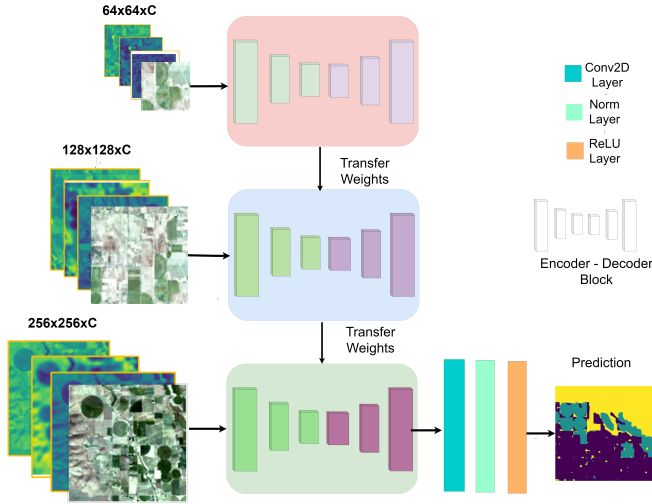 64x64xC
Conv2D
Layer
Norm
Layer
ReLU
Layer
128x128xC
Transfer
Weights
Encoder - Decoder
Block
256x256xC
Transfer
Weights
Prediction